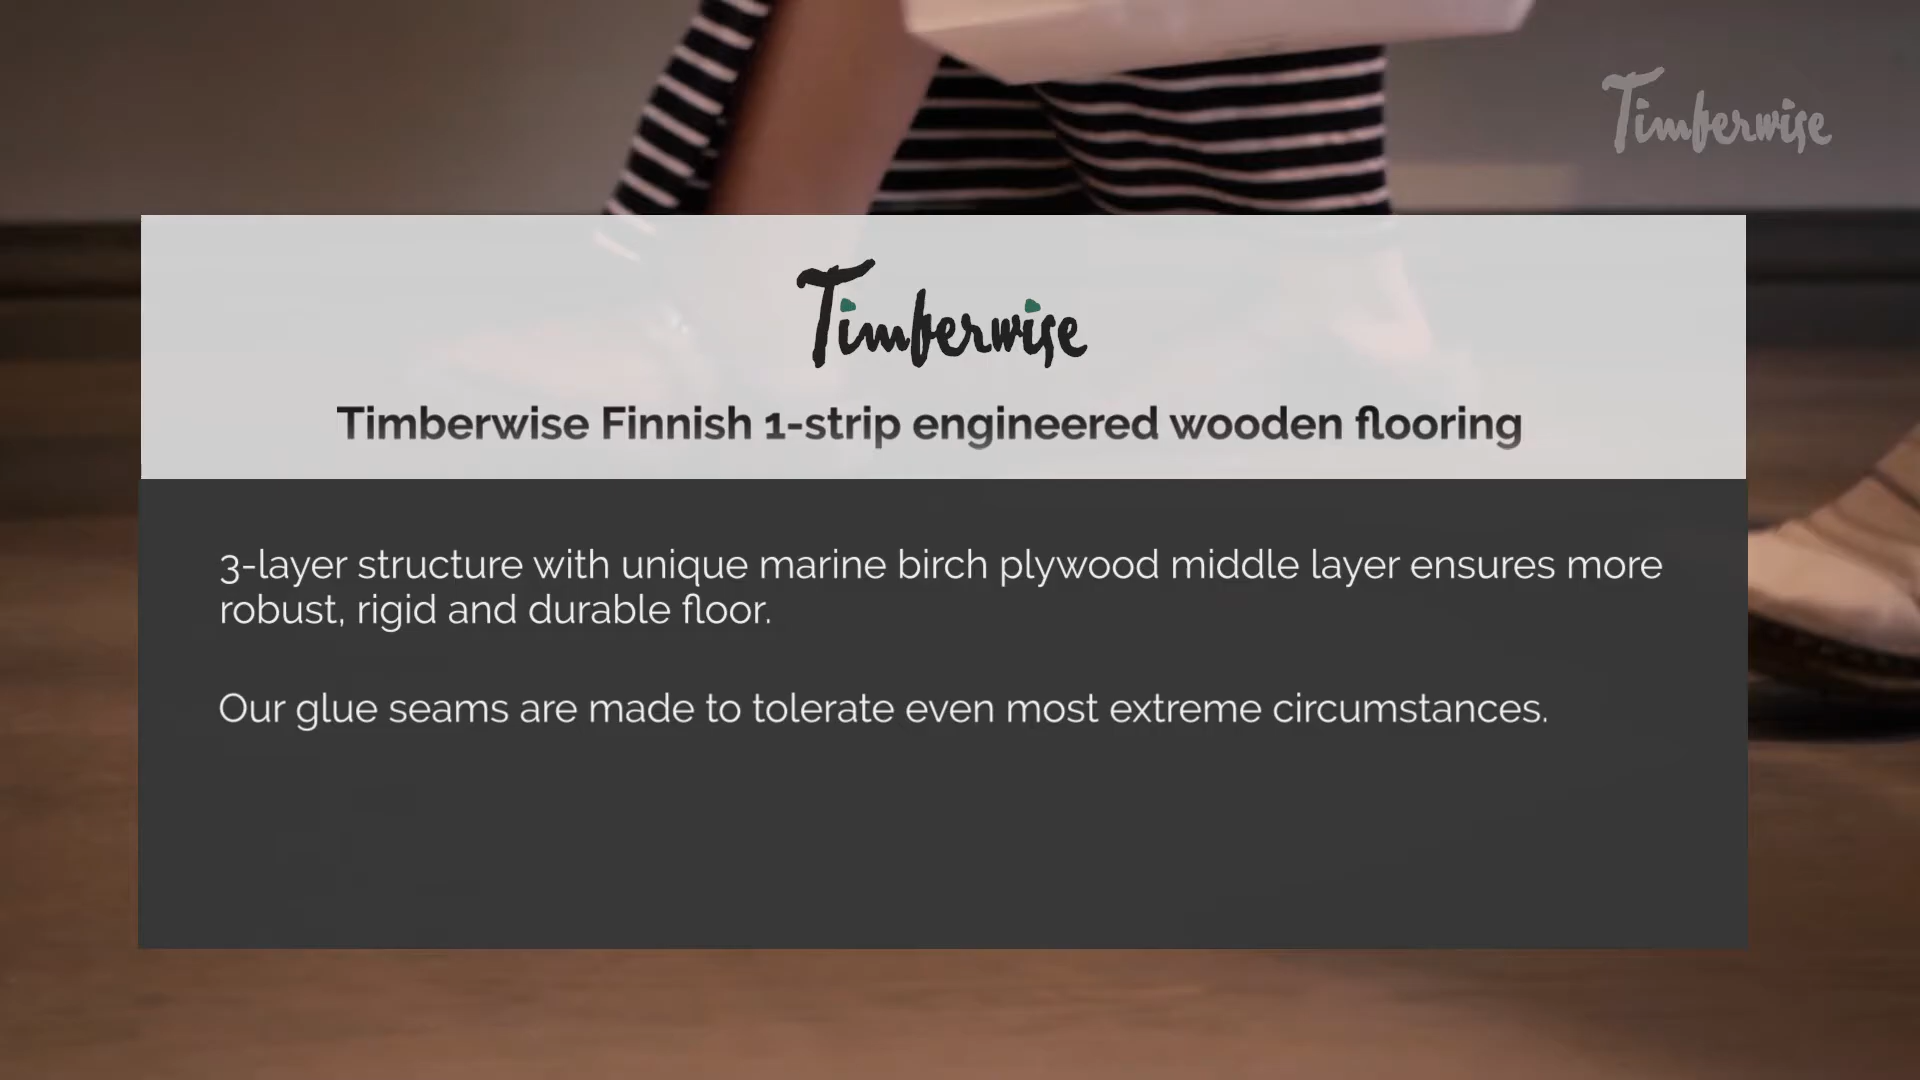 Timberwise
Timberwise
Timberwise Finnish 1-strip engineered wooden flooring
3-layer structure with unique marine birch plywood middle layer ensures more
robust, rigid and durable floor.
Our glue seams are made to tolerate even most extreme circumstances.